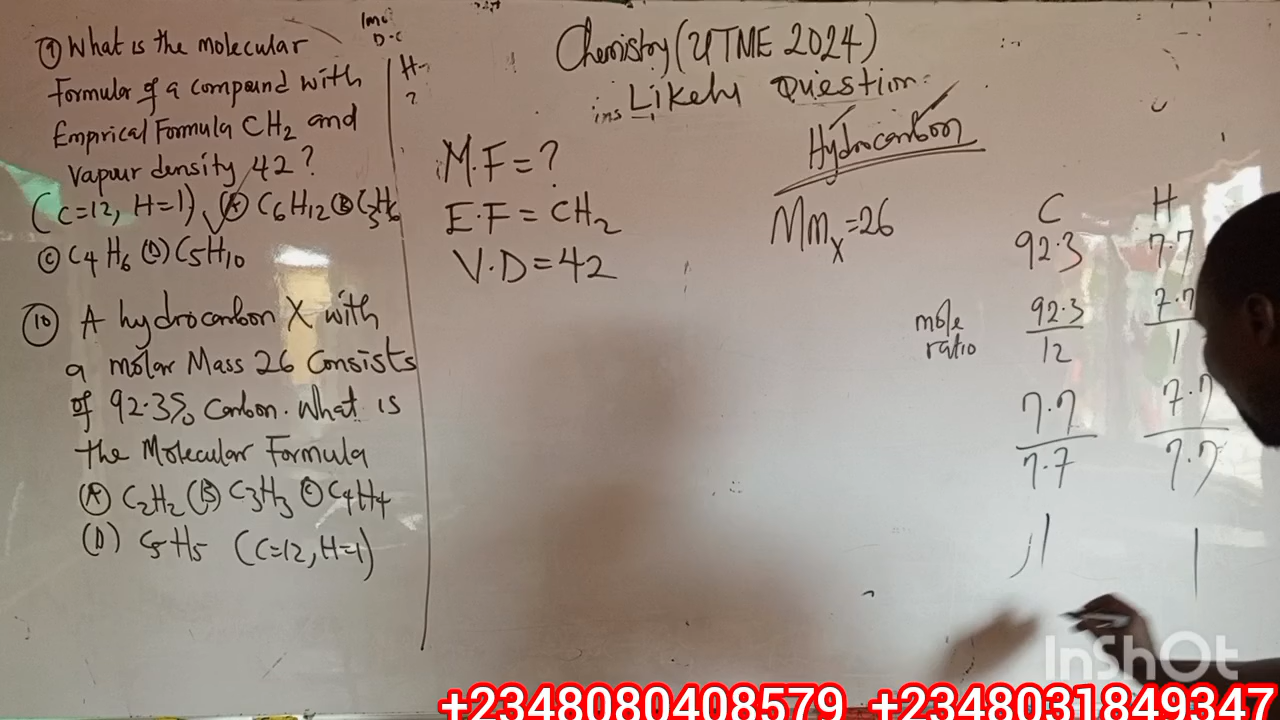 ⑨ What is the molecular
Formular of a compound with
Emprical Formula CH2 and
Vapour density 42?
(C=12, H=1) (A) C6H12 (B) C3H6
(C) C4H6 (D) C5H10
⑩ A hydrocarbon X with
a molar Mass 26 Consists
of 92.3% Carbon. What is
the Molecular Formula
(A) C2H2 (B) C3H3 (C) C4H4
(D) C5H5 (C=12, H=1)
D.C
H
?
Chemistry (UTME 2024)
Likely Question
Hydrocarbon
M.F = ?
E.F = CH2
V.D = 42
MmX = 26
C H
92.3 7.7
mole ratio
92.3/12 7.7/1
7.7/7.7 7.7/7.7
1 1
InShOt
+2348080408579 +2348031849347